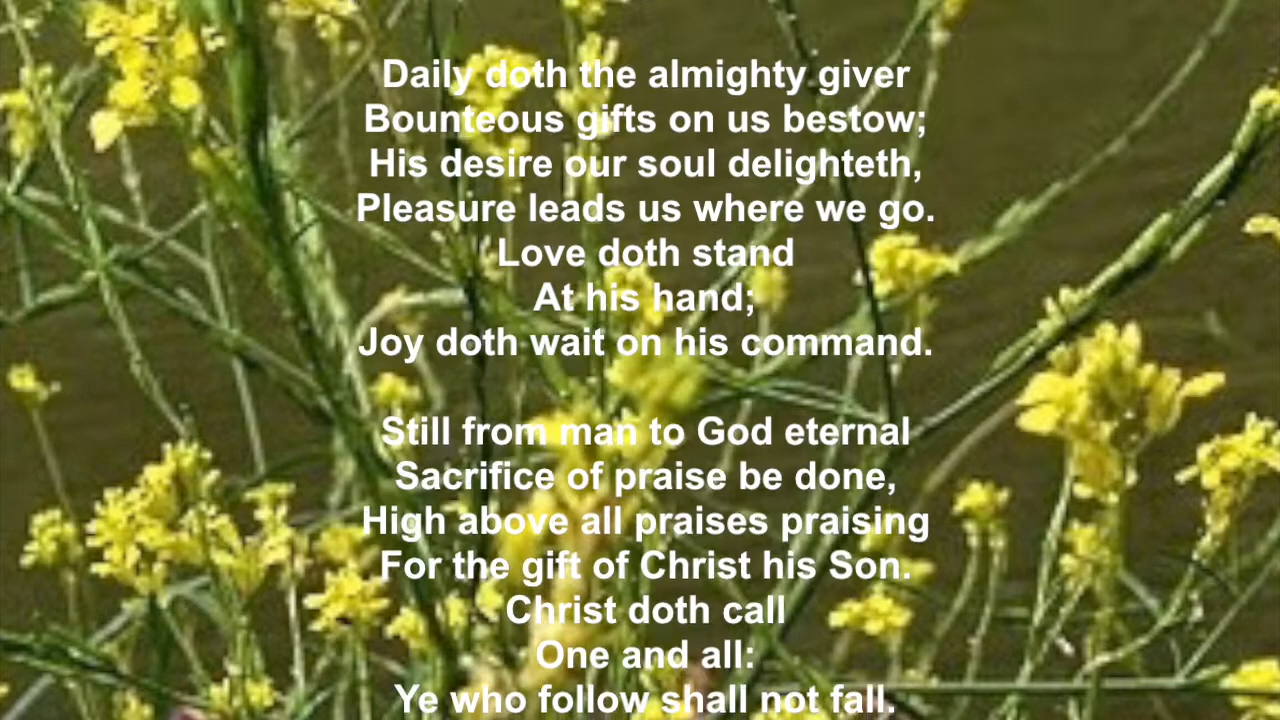 Daily doth the almighty giver
Bounteous gifts on us bestow;
His desire our soul delighteth,
Pleasure leads us where we go.
Love doth stand
At his hand;
Joy doth wait on his command.
Still from man to God eternal
Sacrifice of praise be done,
High above all praises praising
For the gift of Christ his Son.
Christ doth call
One and all:
Ye who follow shall not fall.